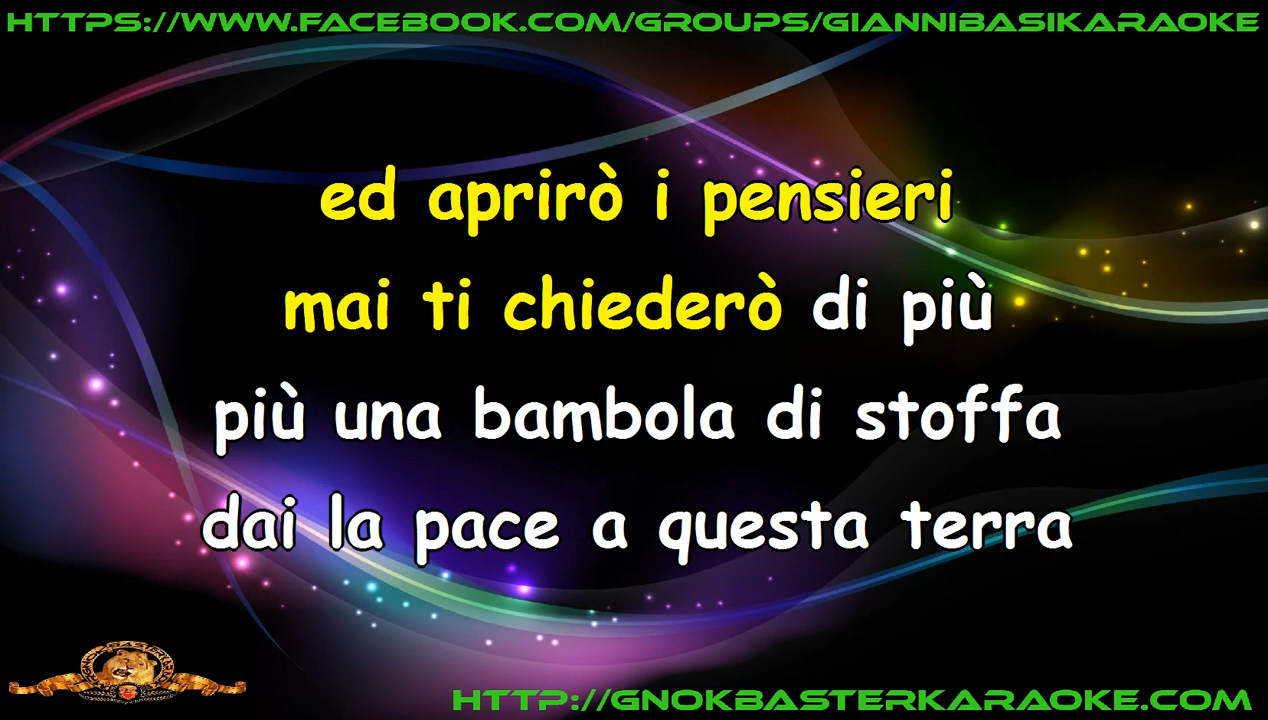 HTTPS://WWW.FACEBOOK.COM/GROUPS/GIANNIBASIKARAOKE
ed aprirò i pensieri
mai ti chiederò di più
più una bambola di stoffa
dai la pace a questa terra
HTTP://GNOKBASTERKARAOKE.COM